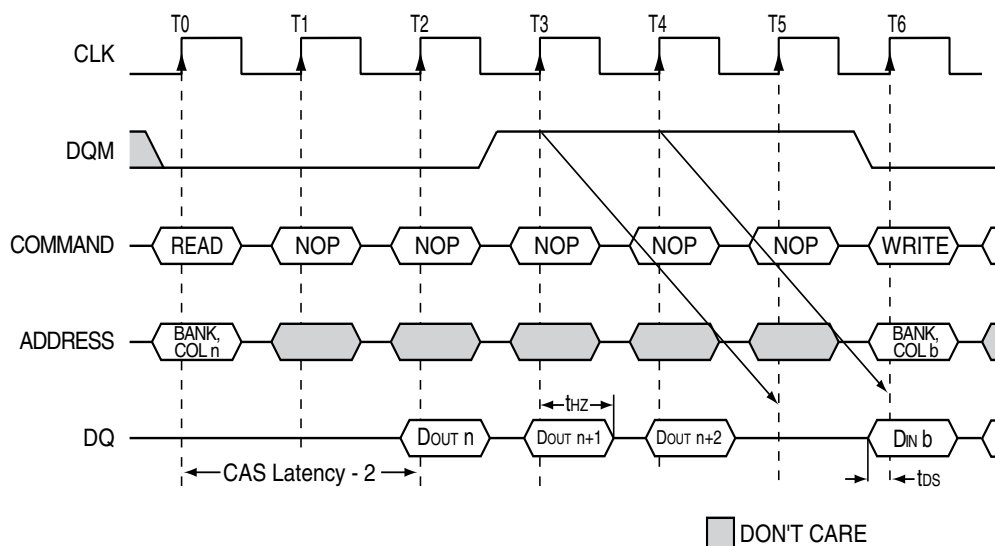 T0 T1 T2 T3 T4 T5 T6
CLK
DQM
COMMAND READ NOP NOP NOP NOP NOP WRITE
ADDRESS BANK, COL n BANK, COL b
tHZ
DQ DOUT n DOUT n+1 DOUT n+2 DIN b
CAS Latency - 2 tDS
DON'T CARE